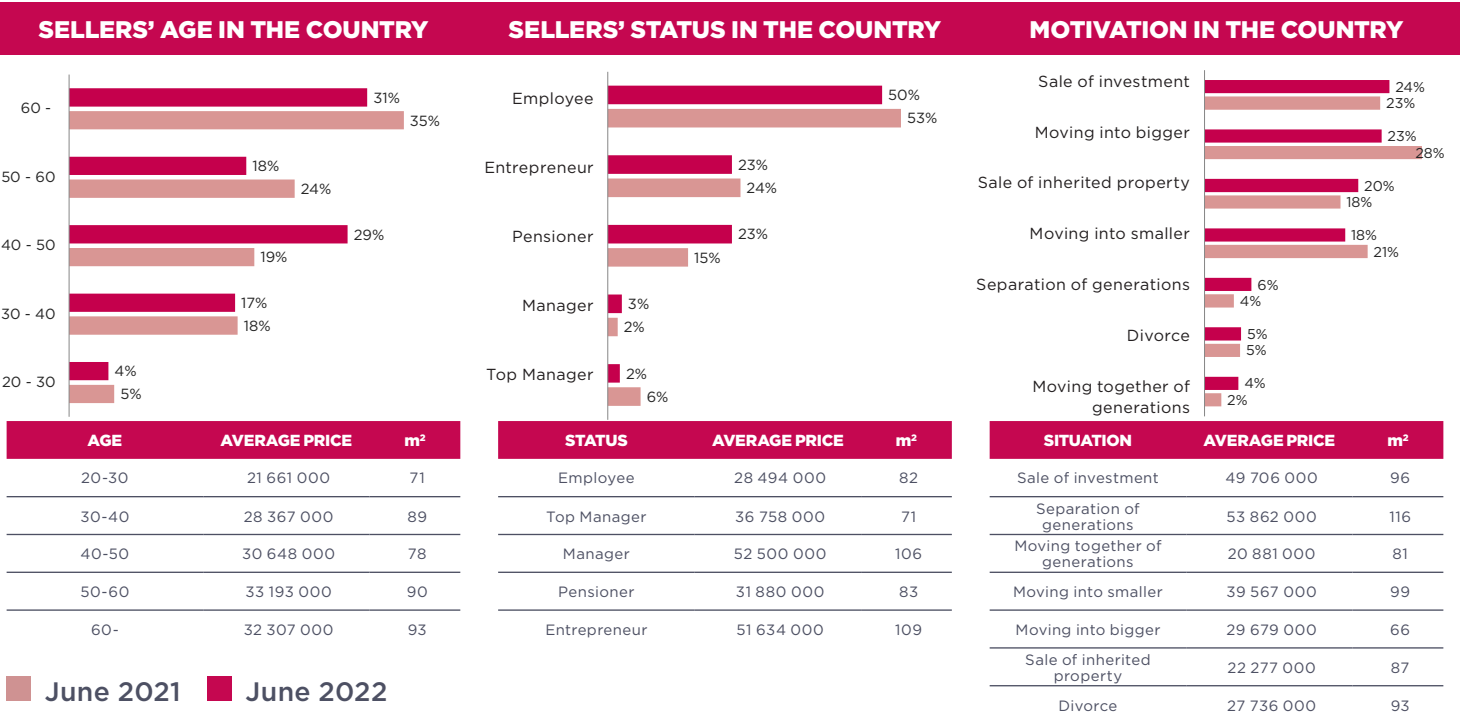 SELLERS' AGE IN THE COUNTRY
60 -
31%
35%
50 - 60
18%
24%
40 - 50
29%
19%
30 - 40
17%
18%
20 - 30
4%
5%
AGE AVERAGE PRICE m²
20-30 21 661 000 71
30-40 28 367 000 89
40-50 30 648 000 78
50-60 33 193 000 90
60- 32 307 000 93
June 2021 June 2022
SELLERS' STATUS IN THE COUNTRY
Employee
50%
53%
Entrepreneur
23%
24%
Pensioner
23%
15%
Manager
3%
2%
Top Manager
2%
6%
STATUS AVERAGE PRICE m²
Employee 28 494 000 82
Top Manager 36 758 000 71
Manager 52 500 000 106
Pensioner 31 880 000 83
Entrepreneur 51 634 000 109
MOTIVATION IN THE COUNTRY
Sale of investment
24%
23%
Moving into bigger
23%
28%
Sale of inherited property
20%
18%
Moving into smaller
18%
21%
Separation of generations
6%
4%
Divorce
5%
5%
Moving together of
generations
4%
2%
SITUATION AVERAGE PRICE m²
Sale of investment 49 706 000 96
Separation of
generations 53 862 000 116
Moving together of
generations 20 881 000 81
Moving into smaller 39 567 000 99
Moving into bigger 29 679 000 66
Sale of inherited
property 22 277 000 87
Divorce 27 736 000 93